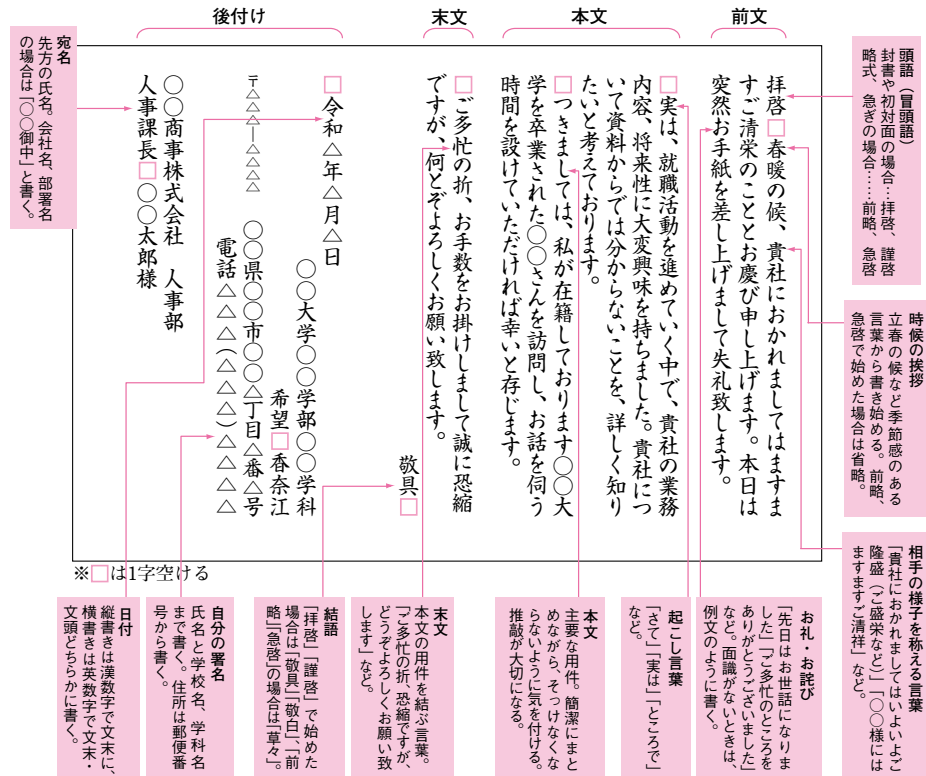 前文
本文
末文
後付け
拝啓□春暖の候、貴社におかれましてはますま
すご清栄のこととお慶び申し上げます。本日は
突然お手紙を差し上げまして失礼致します。
□実は、就職活動を進めていく中で、貴社の業務
内容、将来性に大変興味を持ちました。貴社につ
いて資料からでは分からないことを、詳しく知り
たいと考えております。
□つきましては、私が在籍しております○○大
学を卒業された○○さんを訪問し、お話を伺う
時間を設けていただければ幸いと存じます。
□ご多忙の折、お手数をお掛けしまして誠に恐縮
ですが、何とぞよろしくお願い致します。
敬具□
□令和△年△月△日
○○大学○○学部○○学科
希望□香奈江
〒△△△―△△△△ ○○県○○市○○△丁目△番△号
電話△△△(△△△)△△△△
○○商事株式会社 人事部
人事課長□○○太郎様
※□は1字空ける
頭語(冒頭語)
封書や初対面の場合…拝啓、謹啓
略式、急ぎの場合……前略、急啓
時候の挨拶
立春の候など季節感のある
言葉から書き始める。前略、
急啓で始めた場合は省略。
相手の様子を称える言葉
「貴社におかれましてはいよいよご
隆盛(ご盛栄など)」「○○様には
ますますご清祥」など。
お礼・お詫び
「先日はお世話になりま
した」「ご多忙のところを
ありがとうございました」
など。面識がないときは、
例文のように書く。
起こし言葉
「さて」「実は」「ところで」
など。
本文
主要な用件。簡潔にまと
めながら、そっけなくな
らないように気を付ける。
推敲が大切になる。
末文
本文の用件を結ぶ言葉。
「ご多忙の折、恐縮ですが、
どうぞよろしくお願い致
します」など。
結語
「拝啓」「謹啓」で始めた
場合は「敬具」「敬白」、「前
略」「急啓」の場合は「草々」。
自分の署名
氏名と学校名、学科名
まで書く。住所は郵便番
号から書く。
日付
縦書きは漢数字で文末に、
横書きは英数字で文末・
文頭どちらかに書く。
宛名
先方の氏名。会社名、部署名
の場合は「○○御中」と書く。